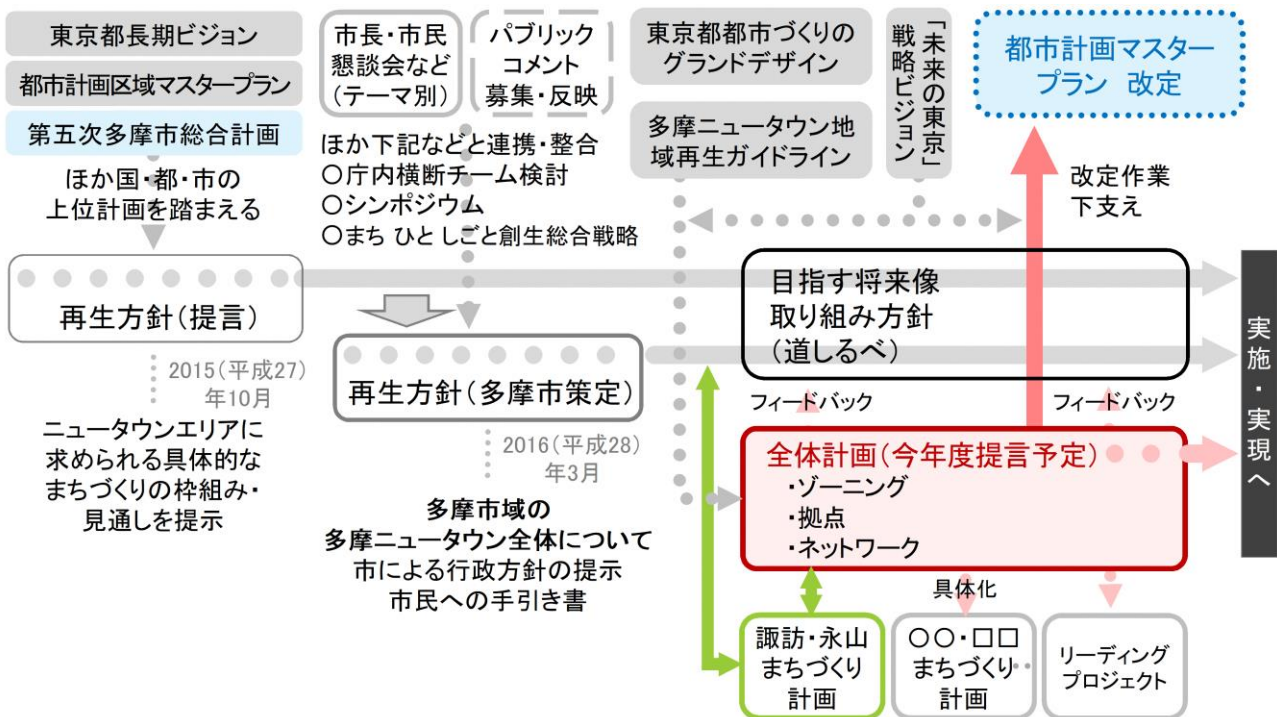 東京都長期ビジョン
都市計画区域マスタープラン
第五次多摩市総合計画
ほか国・都・市の
上位計画を踏まえる
再生方針(提言)
2015(平成27)
年10月
ニュータウンエリアに
求められる具体的な
まちづくりの枠組み・
見通しを提示
市長・市民
懇談会など
(テーマ別)
パブリック
コメント
募集・反映
ほか下記などと連携・整合
○庁内横断チーム検討
○シンポジウム
○まち ひと しごと創生総合戦略
再生方針(多摩市策定)
2016(平成28)
年3月
多摩市域の
多摩ニュータウン全体について
市による行政方針の提示
市民への手引き書
東京都都市づくりの
グランドデザイン
多摩ニュータウン地
域再生ガイドライン
「未来の東京」
戦略ビジョン
都市計画マスター
プラン 改定
改定作業
下支え
目指す将来像
取り組み方針
(道しるべ)
フィードバック
フィードバック
全体計画(今年度提言予定)
・ゾーニング
・拠点
・ネットワーク
具体化
諏訪・永山
まちづくり
計画
○○・□□
まちづくり
計画
リーディング
プロジェクト
実施・実現へ